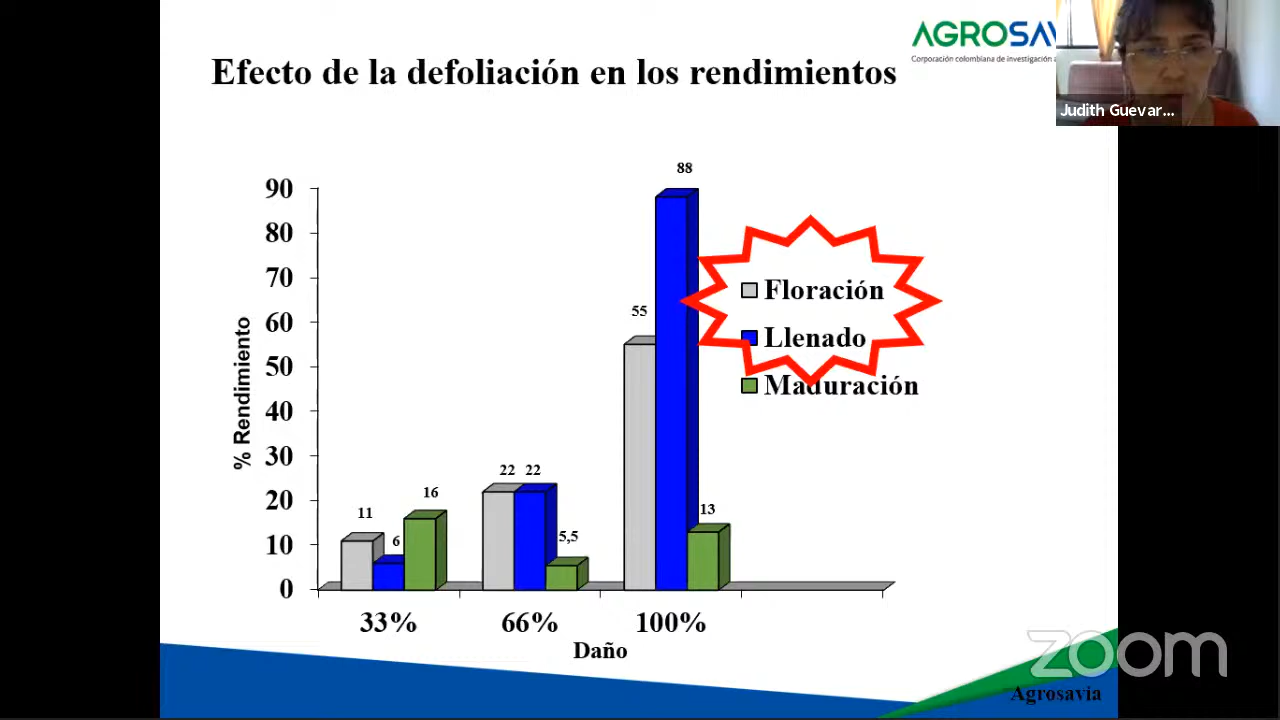 AGROSAV
Corporación colombiana de investigación a
Efecto de la defoliación en los rendimientos
Judith Guevar...
88
90
80
70
60
50
40
30
20
10
0
% Rendimiento
55
Floración
Llenado
Maduración
22 22
16
11
6
5,5
13
33% 66% 100%
Daño
zoom
Agrosavia